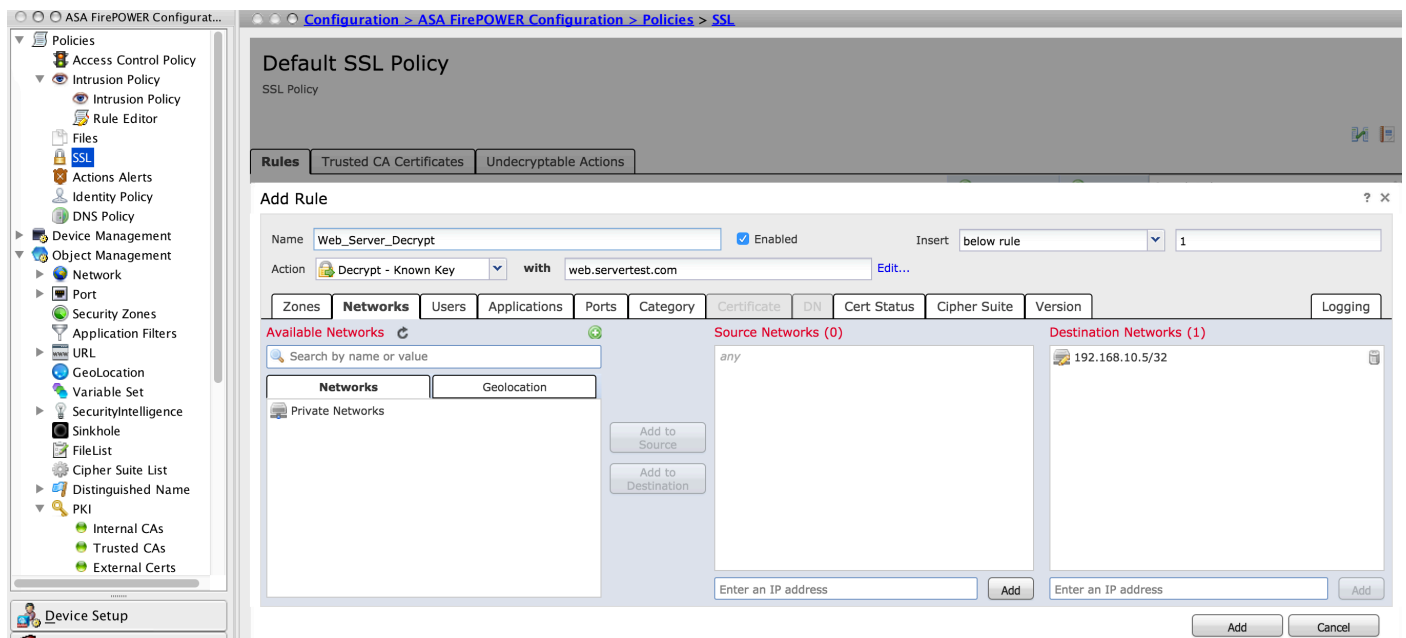 ASA FirePOWER Configurat...
Configuration > ASA FirePOWER Configuration > Policies > SSL
Policies
Access Control Policy
Intrusion Policy
Intrusion Policy
Rule Editor
Files
SSL
Actions Alerts
Identity Policy
DNS Policy
Device Management
Object Management
Network
Port
Security Zones
Application Filters
URL
GeoLocation
Variable Set
SecurityIntelligence
Sinkhole
FileList
Cipher Suite List
Distinguished Name
PKI
Internal CAs
Trusted CAs
External Certs
Device Setup
Default SSL Policy
SSL Policy
Rules Trusted CA Certificates Undecryptable Actions
Add Rule ?
Name Web_Server_Decrypt Enabled Insert below rule 1
Action Decrypt - Known Key with web.servertest.com Edit...
Zones Networks Users Applications Ports Category Certificate DN Cert Status Cipher Suite Version Logging
Available Networks Source Networks (0) Destination Networks (1)
Search by name or value any 192.168.10.5/32
Networks Geolocation
Private Networks
Add to
Source
Add to
Destination
Enter an IP address Add Enter an IP address Add
Add Cancel